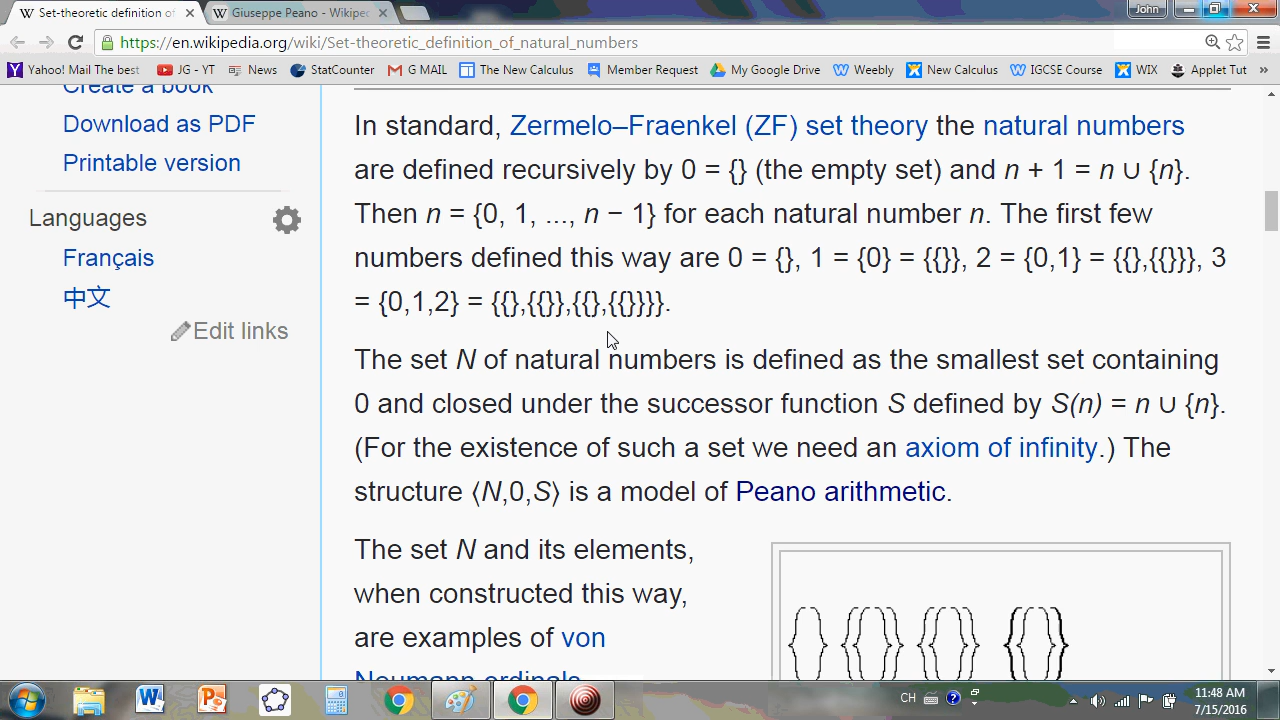 Set-theoretic definition of
Giuseppe Peano - Wikipe
John
https://en.wikipedia.org/wiki/Set-theoretic_definition_of_natural_numbers
Yahoo! Mail The best
JG - YT
News
StatCounter
G MAIL
The New Calculus
Member Request
My Google Drive
Weebly
New Calculus
IGCSE Course
WIX
Applet Tut
»
Create a book
Download as PDF
Printable version
Languages
Français
中文
Edit links
In standard, Zermelo–Fraenkel (ZF) set theory the natural numbers
are defined recursively by 0 = {} (the empty set) and n + 1 = n ∪ {n}.
Then n = {0, 1, ..., n − 1} for each natural number n. The first few
numbers defined this way are 0 = {}, 1 = {0} = {{}}, 2 = {0,1} = {{},{{}}}, 3
= {0,1,2} = {{},{{}},{{},{{}}}}.
The set N of natural numbers is defined as the smallest set containing
0 and closed under the successor function S defined by S(n) = n ∪ {n}.
(For the existence of such a set we need an axiom of infinity.) The
structure ⟨N,0,S⟩ is a model of Peano arithmetic.
The set N and its elements,
when constructed this way,
are examples of von
Neumann ordinals
CH
11:48 AM
7/15/2016